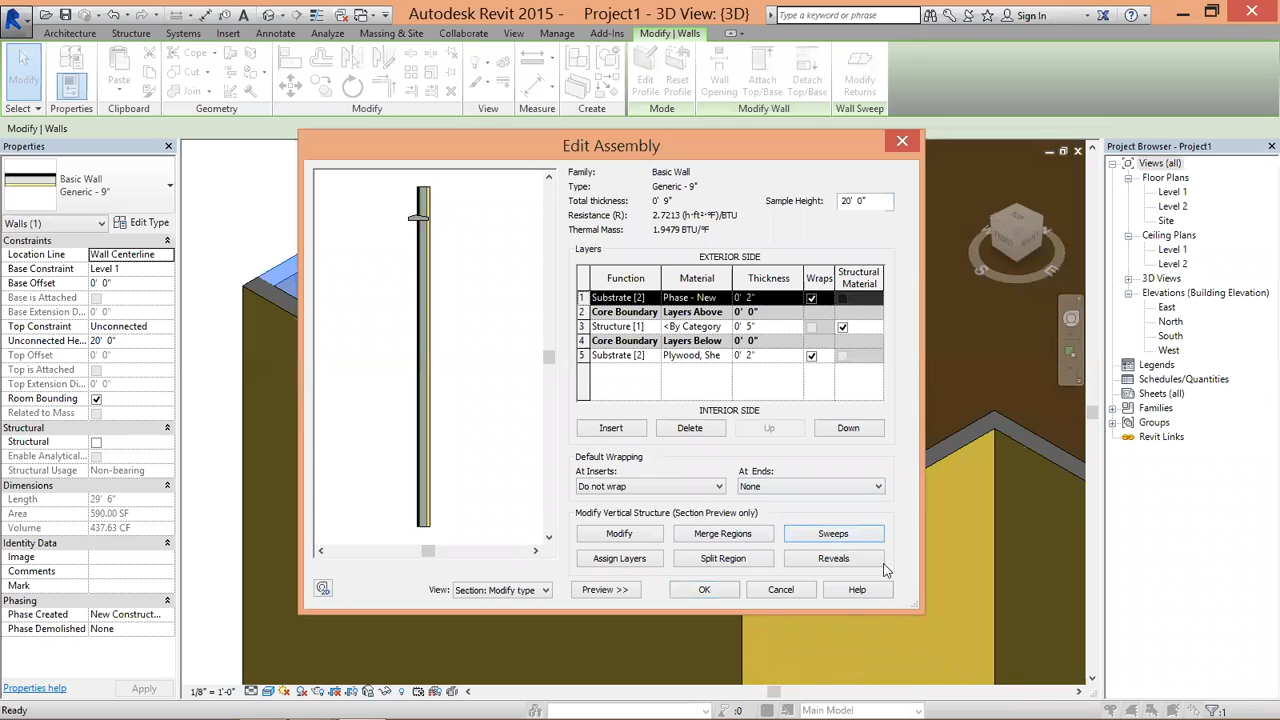 Autodesk Revit 2015 - Project1 - 3D View: {3D}
Type a keyword or phrase
Sign In
Architecture Structure Systems Insert Annotate Analyze Massing & Site Collaborate View Manage Add-Ins Modify | Walls
Modify
Properties
Paste
Cope
Cut
Join
Edit Profile
Reset Profile
Wall Opening
Attach Top/Base
Detach Top/Base
Modify Returns
Select Properties Clipboard Geometry Modify View Measure Create Mode Modify Wall Wall Sweep
Modify | Walls
Properties
Basic Wall
Generic - 9"
Walls (1)
Edit Type
Constraints
Location Line Wall Centerline
Base Constraint Level 1
Base Offset 0' 0"
Base is Attached
Base Extension D... 0' 0"
Top Constraint Unconnected
Unconnected He... 20' 0"
Top Offset 0' 0"
Top is Attached
Top Extension Di... 0' 0"
Room Bounding
Related to Mass
Structural
Structural
Enable Analytical...
Structural Usage Non-bearing
Dimensions
Length 29' 6"
Area 590.00 SF
Volume 437.63 CF
Identity Data
Image
Comments
Mark
Phasing
Phase Created New Construct...
Phase Demolished None
Properties help
Apply
Edit Assembly
Family: Basic Wall
Type: Generic - 9"
Total thickness: 0' 9"
Sample Height: 20' 0"
Resistance (R): 2.7213 (h·ft²·°F)/BTU
Thermal Mass: 1.9479 BTU/°F
Layers
EXTERIOR SIDE
Function Material Thickness Wraps Structural Material
1 Substrate [2] Phase - New 0' 2"
2 Core Boundary Layers Above 0' 0"
3 Structure [1] <By Category 0' 5"
4 Core Boundary Layers Below 0' 0"
5 Substrate [2] Plywood, She 0' 2"
INTERIOR SIDE
Insert Delete Up Down
Default Wrapping
At Inserts: At Ends:
Do not wrap None
Modify Vertical Structure (Section Preview only)
Modify Merge Regions Sweeps
Assign Layers Split Region Reveals
View: Section: Modify type
Preview >> OK Cancel Help
Project Browser - Project1
Views (all)
Floor Plans
Level 1
Level 2
Site
Ceiling Plans
Level 1
Level 2
3D Views
Elevations (Building Elevation)
East
North
South
West
Legends
Schedules/Quantities
Sheets (all)
Families
Groups
Revit Links
1/8" = 1'-0"
Ready
:0
Main Model
:1